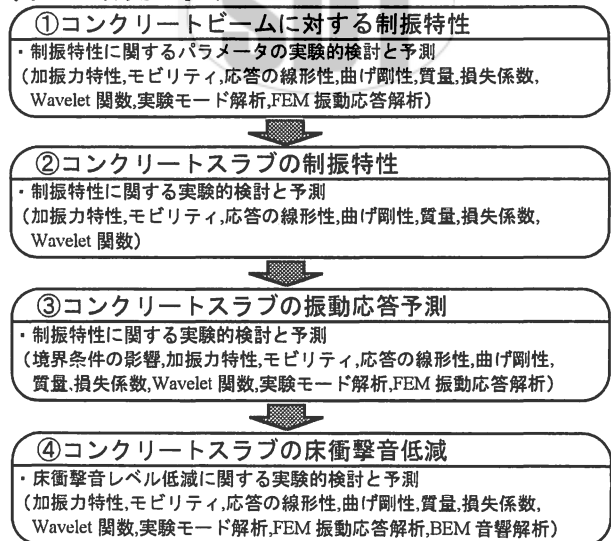 ①コンクリートビームに対する制振特性
・制振特性に関するパラメータの実験的検討と予測
(加振力特性,モビリティ,応答の線形性,曲げ剛性,質量,損失係数,
Wavelet 関数,実験モード解析,FEM 振動応答解析)
②コンクリートスラブの制振特性
・制振特性に関する実験的検討と予測
(加振力特性,モビリティ,応答の線形性,曲げ剛性,質量,損失係数,
Wavelet 関数)
③コンクリートスラブの振動応答予測
・制振特性に関する実験的検討と予測
(境界条件の影響,加振力特性,モビリティ,応答の線形性,曲げ剛性,
質量,損失係数,Wavelet 関数,実験モード解析,FEM 振動応答解析)
④コンクリートスラブの床衝撃音低減
・床衝撃音レベル低減に関する実験的検討と予測
(加振力特性,モビリティ,応答の線形性,曲げ剛性,質量,損失係数,
Wavelet 関数,実験モード解析,FEM 振動応答解析,BEM 音響解析)